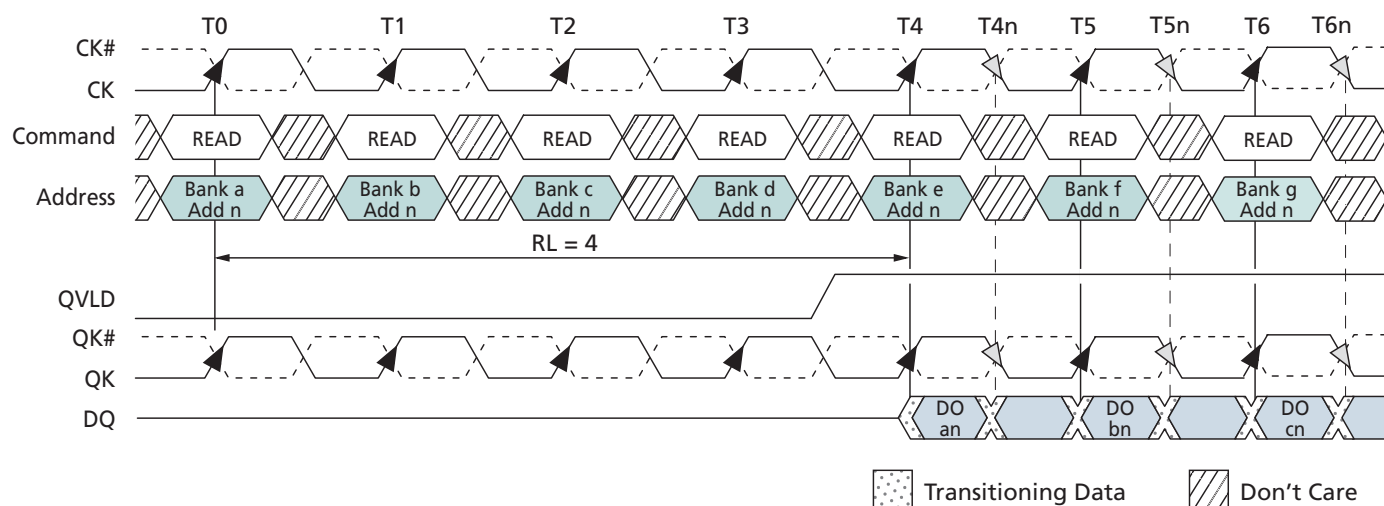 T0 T1 T2 T3 T4 T4n T5 T5n T6 T6n
CK#
CK
Command READ READ READ READ READ READ READ
Address Bank a Bank b Bank c Bank d Bank e Bank f Bank g
Add n Add n Add n Add n Add n Add n Add n
RL = 4
QVLD
QK#
QK
DQ DO DO DO
an bn cn
Transitioning Data Don't Care